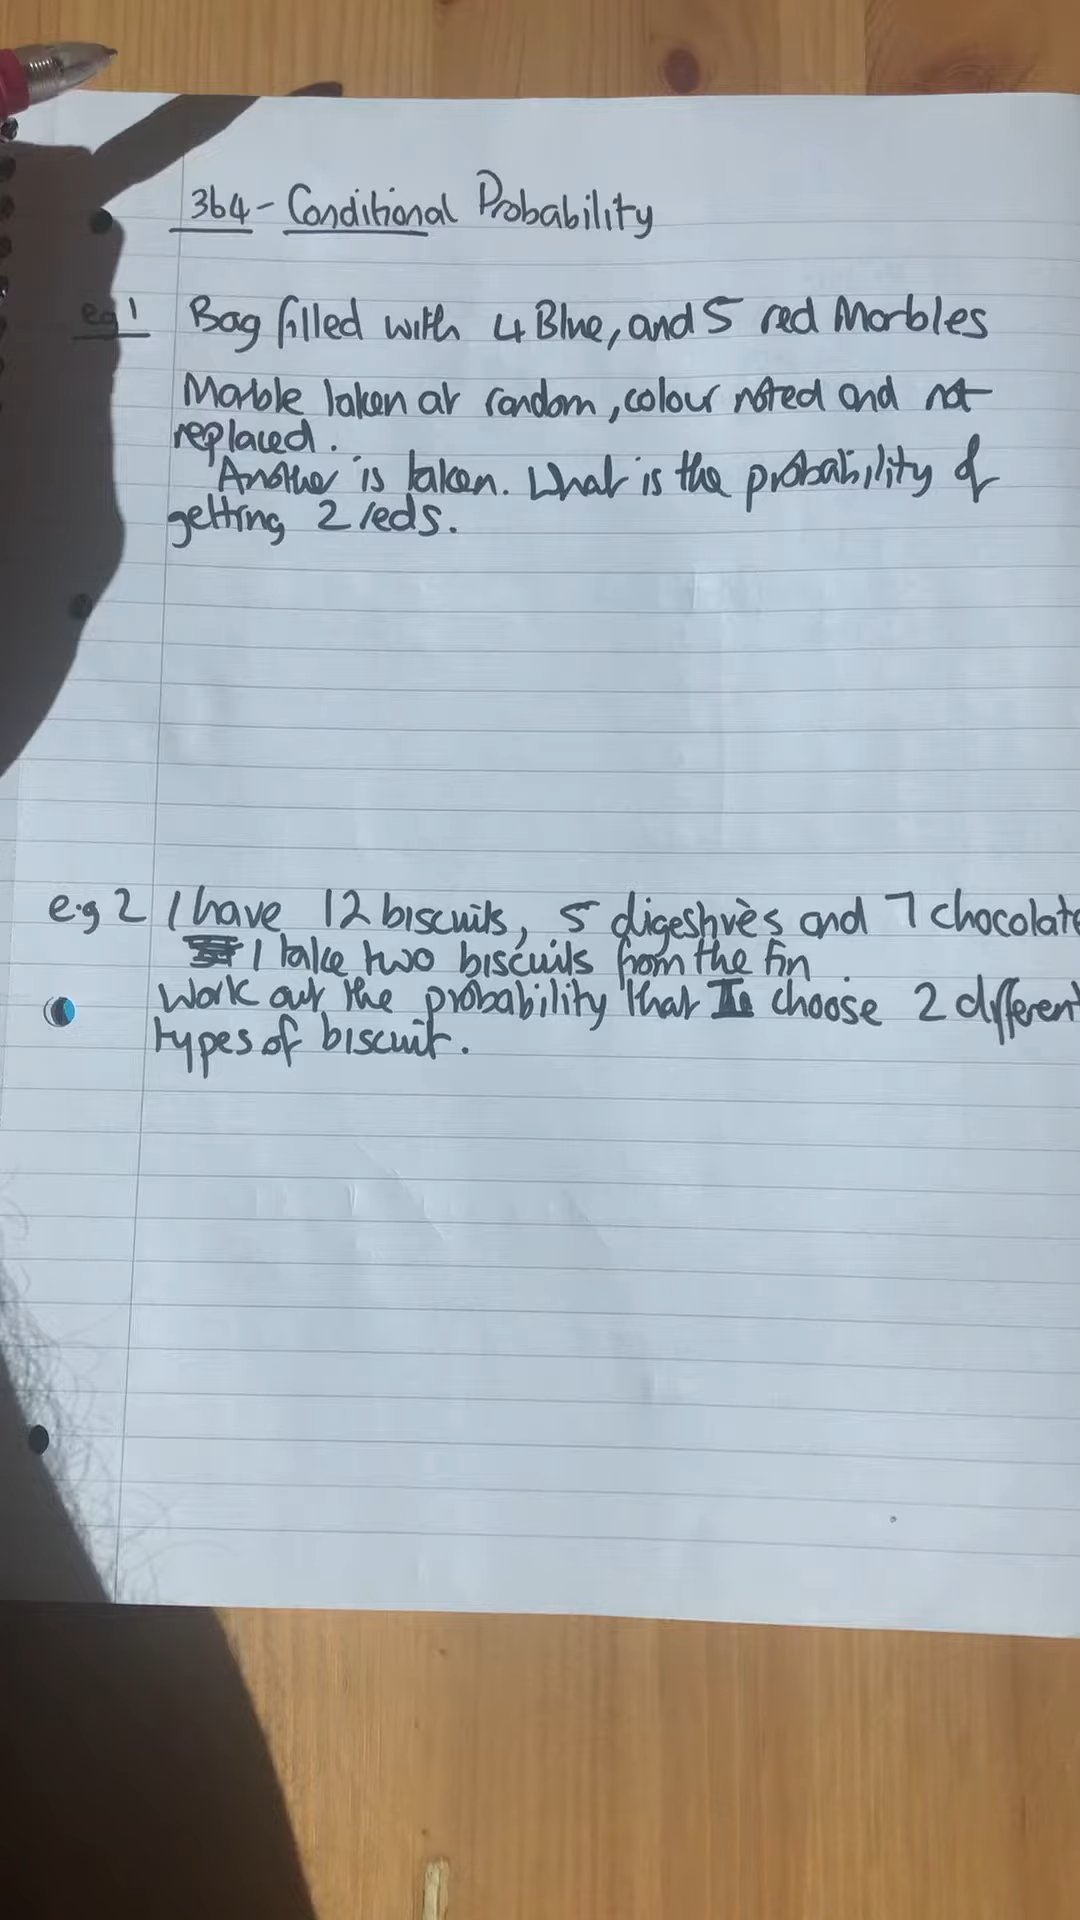 364 - Conditional Probability
eg 1 Bag filled with 4 Blue, and 5 red Marbles
Marble taken at random, colour noted and not
replaced.
Another is taken. What is the probability of
getting 2 reds.
e.g 2 I have 12 biscuits, 5 digestives and 7 chocolate
I take two biscuits from the tin
Work out the probability that I choose 2 different
types of biscuit.